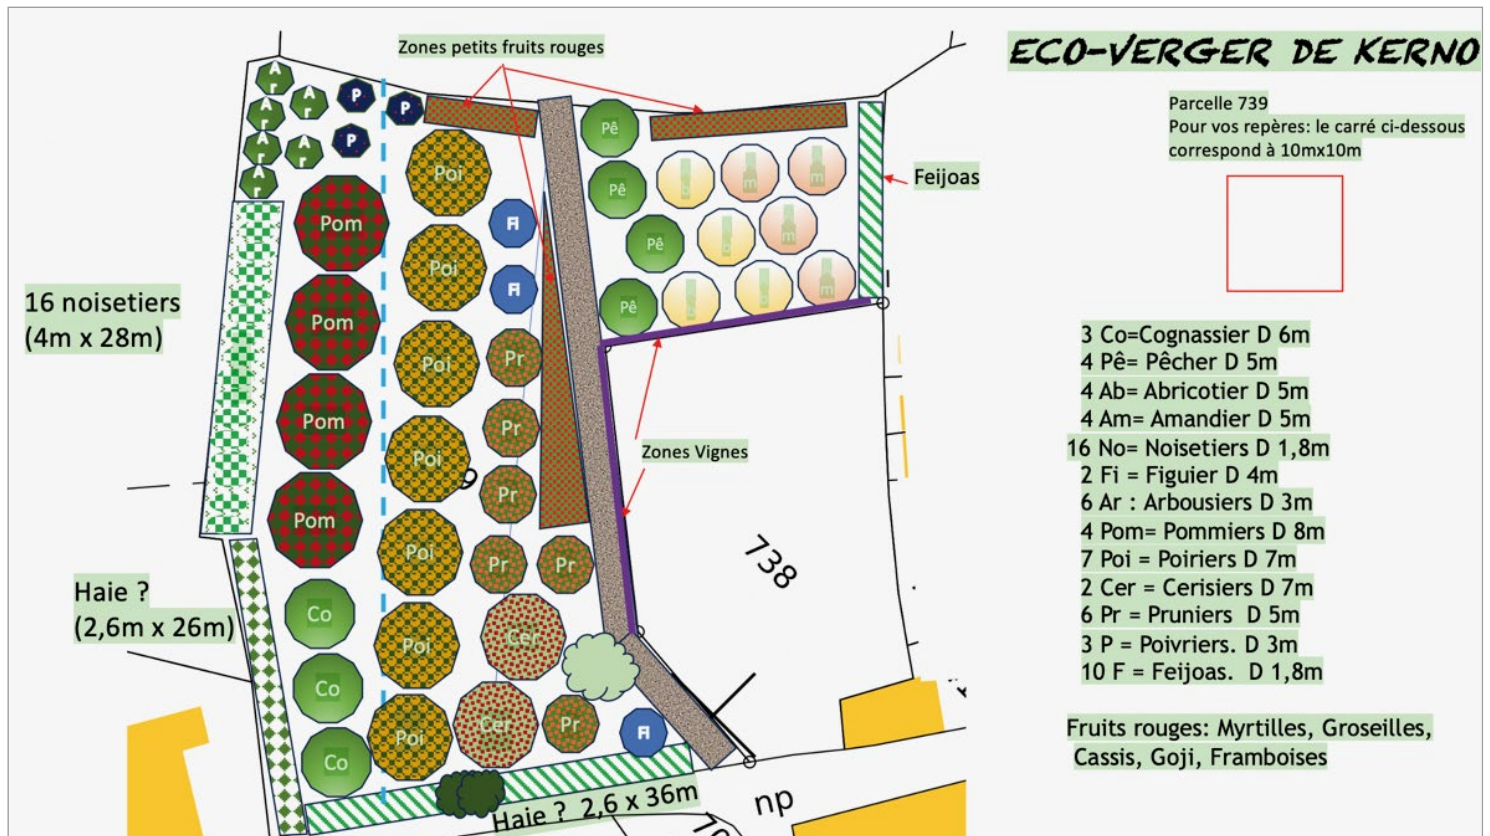 Zones petits fruits rouges
ECO-VERGER DE KERNO
Parcelle 739
Pour vos repères: le carré ci-dessous
correspond à 10mx10m
Feijoas
16 noisetiers
(4m x 28m)
Haie ?
(2,6m x 26m)
Zones Vignes
738
A
r
A
r
A
r
A
r
A
r
A
r
P
P
P
Pom
Pom
Pom
Pom
Co
Co
Co
Poi
Poi
Poi
Poi
Poi
Poi
Poi
FI
FI
FI
Pr
Pr
Pr
Pr
Pr
Pr
Cer
Cer
Pê
Pê
Pê
Pê
3 Co=Cognassier D 6m
4 Pê= Pêcher D 5m
4 Ab= Abricotier D 5m
4 Am= Amandier D 5m
16 No= Noisetiers D 1,8m
2 Fi = Figuier D 4m
6 Ar : Arbousiers D 3m
4 Pom= Pommiers D 8m
7 Poi = Poiriers D 7m
2 Cer = Cerisiers D 7m
6 Pr = Pruniers D 5m
3 P = Poivriers. D 3m
10 F = Feijoas. D 1,8m
Fruits rouges: Myrtilles, Groseilles,
Cassis, Goji, Framboises
Haie ? 2,6 x 36m
np